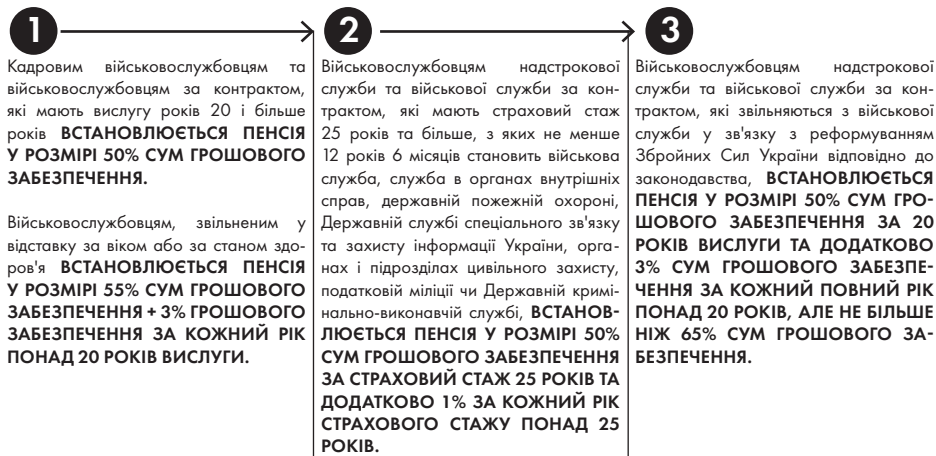 1
Кадровим військовослужбовцям та
військовослужбовцям за контрактом,
які мають вислугу років 20 і більше
років ВСТАНОВЛЮЄТЬСЯ ПЕНСІЯ
У РОЗМІРІ 50% СУМ ГРОШОВОГО
ЗАБЕЗПЕЧЕННЯ.
Військовослужбовцям, звільненим у
відставку за віком або за станом здо-
ров'я ВСТАНОВЛЮЄТЬСЯ ПЕНСІЯ
У РОЗМІРІ 55% СУМ ГРОШОВОГО
ЗАБЕЗПЕЧЕННЯ + 3% ГРОШОВОГО
ЗАБЕЗПЕЧЕННЯ ЗА КОЖНИЙ РІК
ПОНАД 20 РОКІВ ВИСЛУГИ.
2
Військовослужбовцям надстрокової
служби та військової служби за кон-
трактом, які мають страховий стаж
25 років та більше, з яких не менше
12 років 6 місяців становить військова
служба, служба в органах внутрішніх
справ, державній пожежній охороні,
Державній службі спеціального зв'язку
та захисту інформації України, орга-
нах і підрозділах цивільного захисту,
податковій міліції чи Державній кримі-
нально-виконавчій службі, ВСТАНОВ-
ЛЮЄТЬСЯ ПЕНСІЯ У РОЗМІРІ 50%
СУМ ГРОШОВОГО ЗАБЕЗПЕЧЕННЯ
ЗА СТРАХОВИЙ СТАЖ 25 РОКІВ ТА
ДОДАТКОВО 1% ЗА КОЖНИЙ РІК
СТРАХОВОГО СТАЖУ ПОНАД 25
РОКІВ.
3
Військовослужбовцям надстрокової
служби та військової служби за кон-
трактом, які звільняються з військової
служби у зв'язку з реформуванням
Збройних Сил України відповідно до
законодавства, ВСТАНОВЛЮЄТЬСЯ
ПЕНСІЯ У РОЗМІРІ 50% СУМ ГРО-
ШОВОГО ЗАБЕЗПЕЧЕННЯ ЗА 20
РОКІВ ВИСЛУГИ ТА ДОДАТКОВО
3% СУМ ГРОШОВОГО ЗАБЕЗПЕ-
ЧЕННЯ ЗА КОЖНИЙ ПОВНИЙ РІК
ПОНАД 20 РОКІВ, АЛЕ НЕ БІЛЬШЕ
НІЖ 65% СУМ ГРОШОВОГО ЗА-
БЕЗПЕЧЕННЯ.